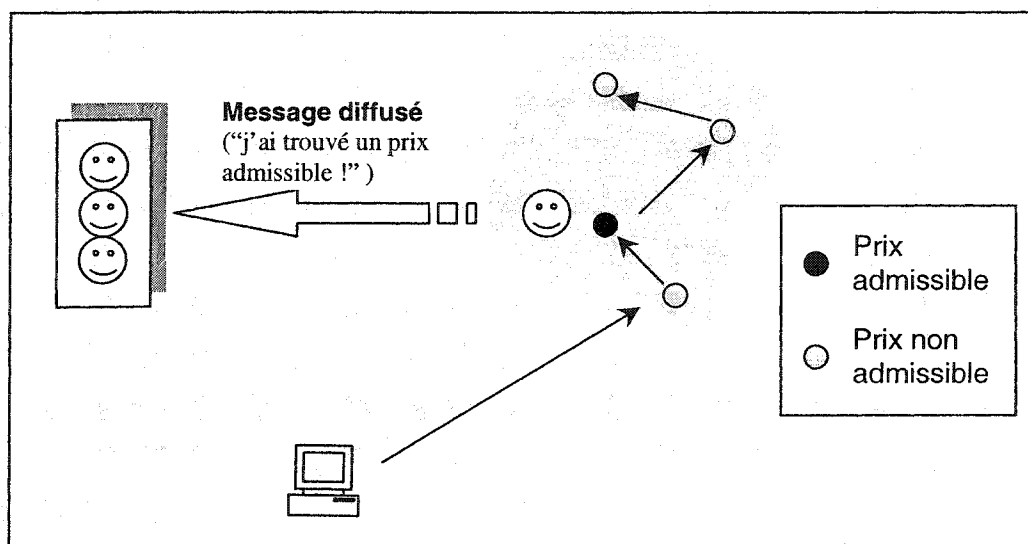 Message diffusé
(“j’ai trouvé un prix
admissible !” )
Prix
admissible
Prix non
admissible